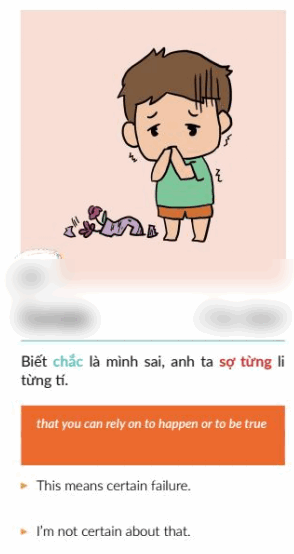 Biết chắc là mình sai, anh ta sợ từng li
từng tí.
that you can rely on to happen or to be true
This means certain failure.
I'm not certain about that.